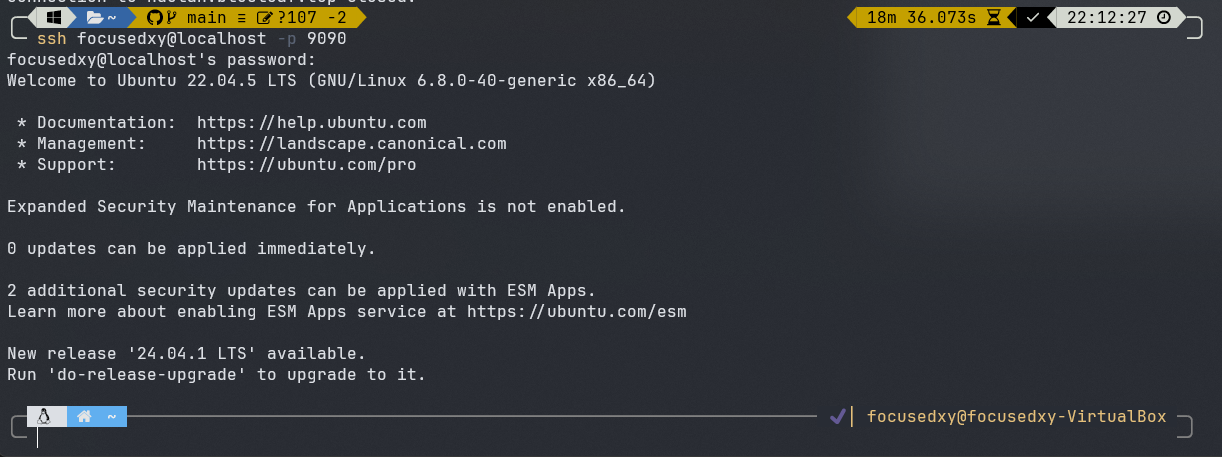 ~ main ≡ ?107 -2 18m 36.073s 22:12:27
ssh focusedxy@localhost -p 9090
focusedxy@localhost's password:
Welcome to Ubuntu 22.04.5 LTS (GNU/Linux 6.8.0-40-generic x86_64)
* Documentation: https://help.ubuntu.com
* Management: https://landscape.canonical.com
* Support: https://ubuntu.com/pro
Expanded Security Maintenance for Applications is not enabled.
0 updates can be applied immediately.
2 additional security updates can be applied with ESM Apps.
Learn more about enabling ESM Apps service at https://ubuntu.com/esm
New release '24.04.1 LTS' available.
Run 'do-release-upgrade' to upgrade to it.
~ focusedxy@focusedxy-VirtualBox